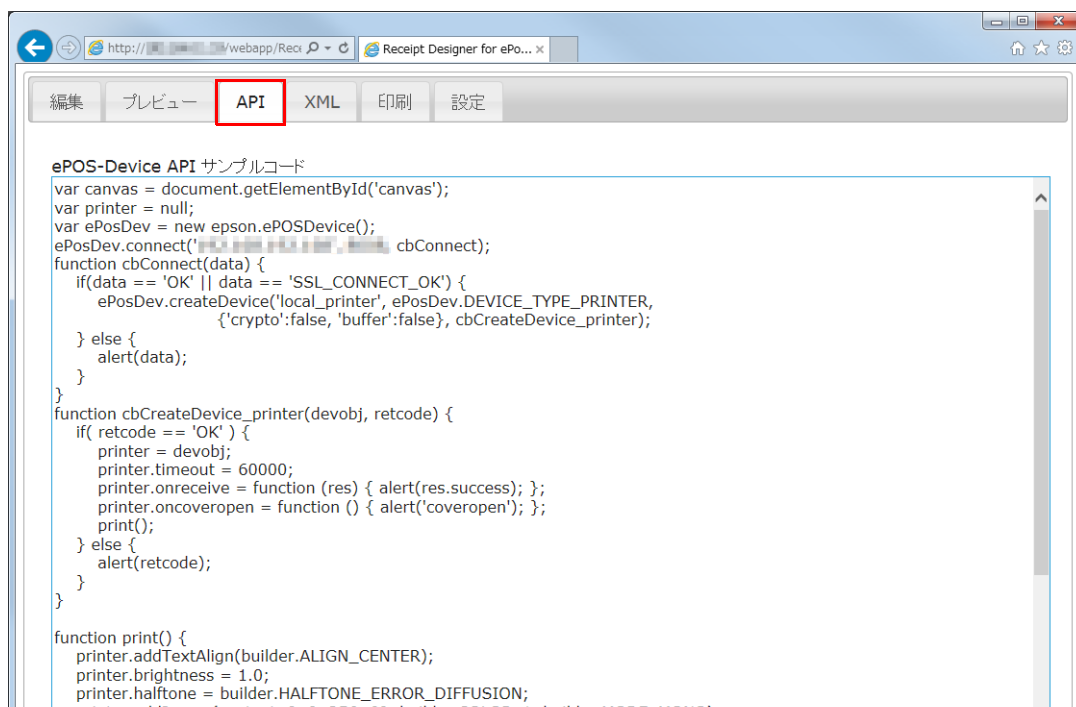 http://
/webapp/Rece
Receipt Designer for ePo...
編集 プレビュー API XML 印刷 設定
ePOS-Device API サンプルコード
var canvas = document.getElementById('canvas');
var printer = null;
var ePosDev = new epson.ePOSDevice();
ePosDev.connect('
cbConnect);
function cbConnect(data) {
if(data == 'OK' || data == 'SSL_CONNECT_OK') {
ePosDev.createDevice('local_printer', ePosDev.DEVICE_TYPE_PRINTER,
{'crypto':false, 'buffer':false}, cbCreateDevice_printer);
} else {
alert(data);
}
}
function cbCreateDevice_printer(devobj, retcode) {
if( retcode == 'OK' ) {
printer = devobj;
printer.timeout = 60000;
printer.onreceive = function (res) { alert(res.success); };
printer.oncoveropen = function () { alert('coveropen'); };
print();
} else {
alert(retcode);
}
}
function print() {
printer.addTextAlign(builder.ALIGN_CENTER);
printer.brightness = 1.0;
printer.halftone = builder.HALFTONE_ERROR_DIFFUSION;